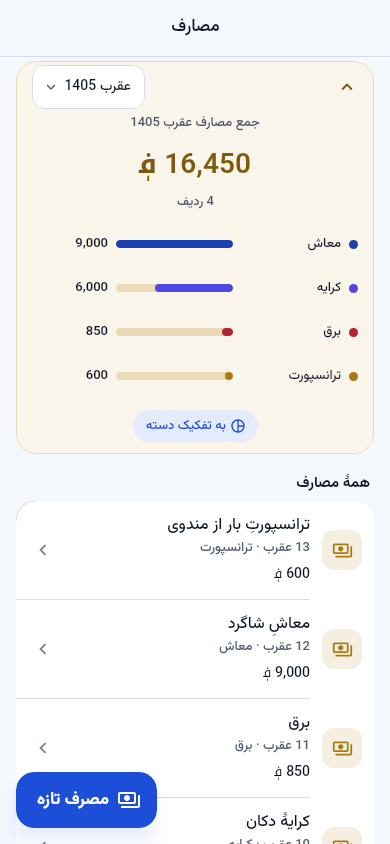 مصارف
عقرب 1405
جمع مصارف عقرب 1405
16,450 ؋
4 ردیف
معاش 9,000
کرایه 6,000
برق 850
ترانسپورت 600
به تفکیک دسته
همهٔ مصارف
ترانسپورتِ بار از مندوی
13 عقرب · ترانسپورت
600 ؋
معاشِ شاگرد
12 عقرب · معاش
9,000 ؋
برق
11 عقرب · برق
850 ؋
کرایهٔ دکان
مصرف تازه